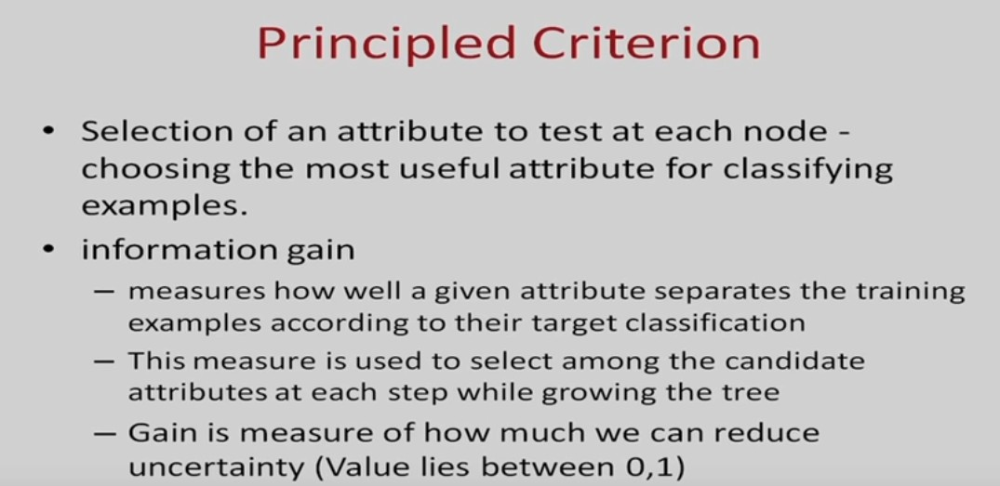 Principled Criterion
• Selection of an attribute to test at each node -
choosing the most useful attribute for classifying
examples.
• information gain
– measures how well a given attribute separates the training
examples according to their target classification
– This measure is used to select among the candidate
attributes at each step while growing the tree
– Gain is measure of how much we can reduce
uncertainty (Value lies between 0,1)